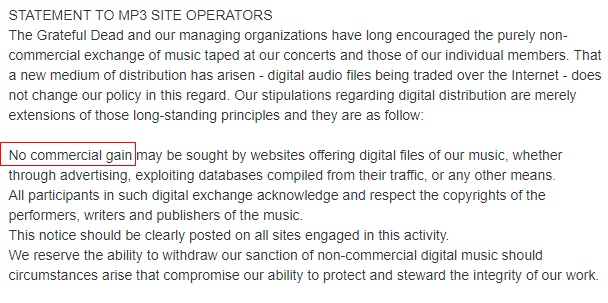 STATEMENT TO MP3 SITE OPERATORS
The Grateful Dead and our managing organizations have long encouraged the purely non-
commercial exchange of music taped at our concerts and those of our individual members. That
a new medium of distribution has arisen - digital audio files being traded over the Internet - does
not change our policy in this regard. Our stipulations regarding digital distribution are merely
extensions of those long-standing principles and they are as follow:
No commercial gain may be sought by websites offering digital files of our music, whether
through advertising, exploiting databases compiled from their traffic, or any other means.
All participants in such digital exchange acknowledge and respect the copyrights of the
performers, writers and publishers of the music.
This notice should be clearly posted on all sites engaged in this activity.
We reserve the ability to withdraw our sanction of non-commercial digital music should
circumstances arise that compromise our ability to protect and steward the integrity of our work.